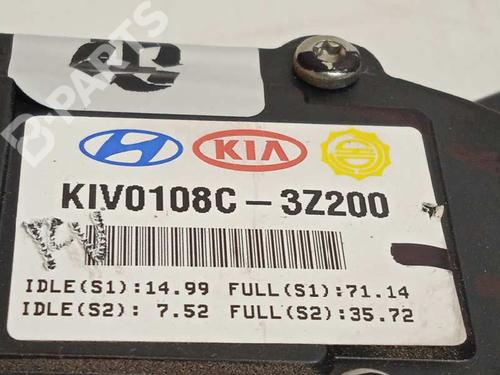 B-PARTS
KIA
KIV0108C-3Z200
IDLE(S1):14.99 FULL(S1):71.14
IDLE(S2): 7.52 FULL(S2):35.72